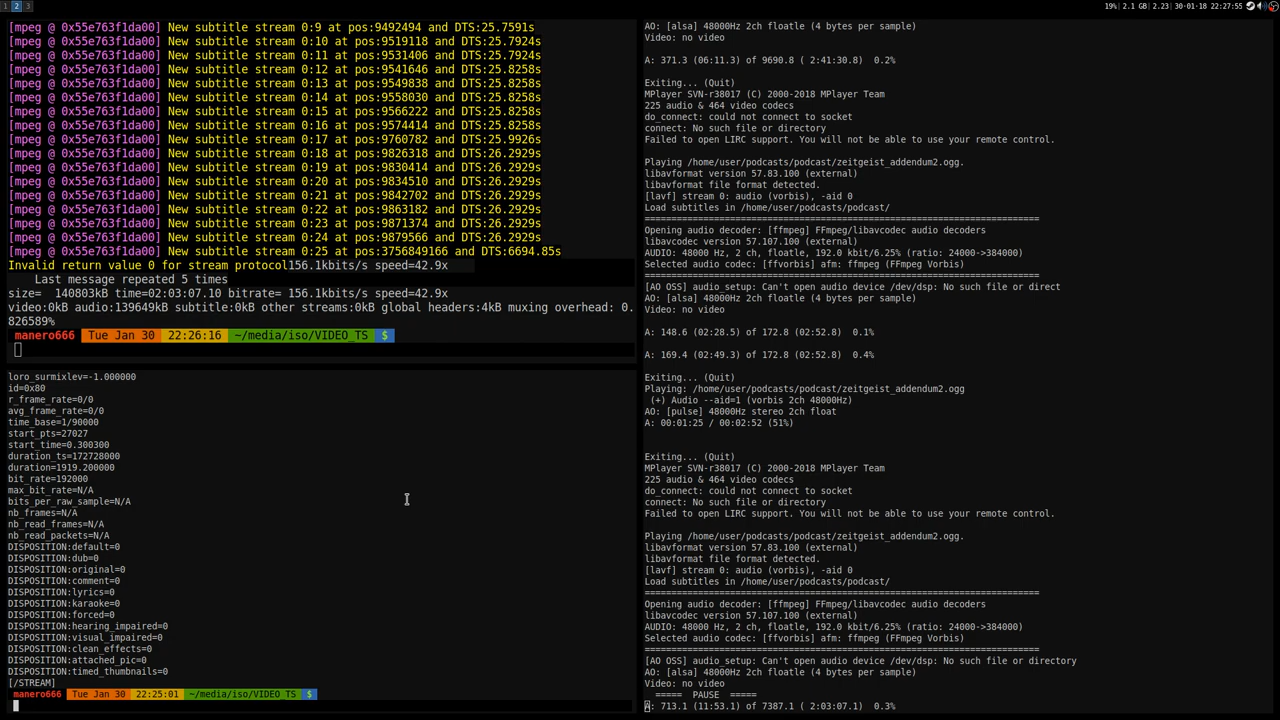 1 2 3
19%| 2.1 GB | 2.23 | 30-01-18 | 22:27:55
[mpeg @ 0x55e763f1da00] New subtitle stream 0:9 at pos:9492494 and DTS:25.7591s
[mpeg @ 0x55e763f1da00] New subtitle stream 0:10 at pos:9519118 and DTS:25.7924s
[mpeg @ 0x55e763f1da00] New subtitle stream 0:11 at pos:9531406 and DTS:25.7924s
[mpeg @ 0x55e763f1da00] New subtitle stream 0:12 at pos:9541646 and DTS:25.8258s
[mpeg @ 0x55e763f1da00] New subtitle stream 0:13 at pos:9549838 and DTS:25.8258s
[mpeg @ 0x55e763f1da00] New subtitle stream 0:14 at pos:9558030 and DTS:25.8258s
[mpeg @ 0x55e763f1da00] New subtitle stream 0:15 at pos:9566222 and DTS:25.8258s
[mpeg @ 0x55e763f1da00] New subtitle stream 0:16 at pos:9574414 and DTS:25.8258s
[mpeg @ 0x55e763f1da00] New subtitle stream 0:17 at pos:9760782 and DTS:25.9926s
[mpeg @ 0x55e763f1da00] New subtitle stream 0:18 at pos:9826318 and DTS:26.2929s
[mpeg @ 0x55e763f1da00] New subtitle stream 0:19 at pos:9830414 and DTS:26.2929s
[mpeg @ 0x55e763f1da00] New subtitle stream 0:20 at pos:9834510 and DTS:26.2929s
[mpeg @ 0x55e763f1da00] New subtitle stream 0:21 at pos:9842702 and DTS:26.2929s
[mpeg @ 0x55e763f1da00] New subtitle stream 0:22 at pos:9863182 and DTS:26.2929s
[mpeg @ 0x55e763f1da00] New subtitle stream 0:23 at pos:9871374 and DTS:26.2929s
[mpeg @ 0x55e763f1da00] New subtitle stream 0:24 at pos:9879566 and DTS:26.2929s
[mpeg @ 0x55e763f1da00] New subtitle stream 0:25 at pos:3756849166 and DTS:6694.85s
Invalid return value 0 for stream protocol156.1kbits/s speed=42.9x
Last message repeated 5 times
size=  140803kB time=02:03:07.10 bitrate= 156.1kbits/s speed=42.9x
video:0kB audio:139649kB subtitle:0kB other streams:0kB global headers:4kB muxing overhead: 0.
826589%
manero666 Tue Jan 30 22:26:16 ~/media/iso/VIDEO_TS $
loro_surmixlev=-1.000000
id=0x80
r_frame_rate=0/0
avg_frame_rate=0/0
time_base=1/90000
start_pts=27027
start_time=0.300300
duration_ts=172728000
duration=1919.200000
bit_rate=192000
max_bit_rate=N/A
bits_per_raw_sample=N/A
nb_frames=N/A
nb_read_frames=N/A
nb_read_packets=N/A
DISPOSITION:default=0
DISPOSITION:dub=0
DISPOSITION:original=0
DISPOSITION:comment=0
DISPOSITION:lyrics=0
DISPOSITION:karaoke=0
DISPOSITION:forced=0
DISPOSITION:hearing_impaired=0
DISPOSITION:visual_impaired=0
DISPOSITION:clean_effects=0
DISPOSITION:attached_pic=0
DISPOSITION:timed_thumbnails=0
[/STREAM]
manero666 Tue Jan 30 22:25:01 ~/media/iso/VIDEO_TS $
AO: [alsa] 48000Hz 2ch floatle (4 bytes per sample)
Video: no video
A: 371.3 (06:11.3) of 9690.8 ( 2:41:30.8)  0.2%
Exiting... (Quit)
MPlayer SVN-r38017 (C) 2000-2018 MPlayer Team
225 audio & 464 video codecs
do_connect: could not connect to socket
connect: No such file or directory
Failed to open LIRC support. You will not be able to use your remote control.
Playing /home/user/podcasts/podcast/zeitgeist_addendum2.ogg.
libavformat version 57.83.100 (external)
libavformat file format detected.
[lavf] stream 0: audio (vorbis), -aid 0
Load subtitles in /home/user/podcasts/podcast/
==========================================================================
Opening audio decoder: [ffmpeg] FFmpeg/libavcodec audio decoders
libavcodec version 57.107.100 (external)
AUDIO: 48000 Hz, 2 ch, floatle, 192.0 kbit/6.25% (ratio: 24000->384000)
Selected audio codec: [ffvorbis] afm: ffmpeg (FFmpeg Vorbis)
==========================================================================
[AO OSS] audio_setup: Can't open audio device /dev/dsp: No such file or direct
AO: [alsa] 48000Hz 2ch floatle (4 bytes per sample)
Video: no video
A: 148.6 (02:28.5) of 172.8 (02:52.8)  0.1%
A: 169.4 (02:49.3) of 172.8 (02:52.8)  0.4%
Exiting... (Quit)
Playing: /home/user/podcasts/podcast/zeitgeist_addendum2.ogg
(+) Audio --aid=1 (vorbis 2ch 48000Hz)
AO: [pulse] 48000Hz stereo 2ch float
A: 00:01:25 / 00:02:52 (51%)
Exiting... (Quit)
MPlayer SVN-r38017 (C) 2000-2018 MPlayer Team
225 audio & 464 video codecs
do_connect: could not connect to socket
connect: No such file or directory
Failed to open LIRC support. You will not be able to use your remote control.
Playing /home/user/podcasts/podcast/zeitgeist_addendum2.ogg.
libavformat version 57.83.100 (external)
libavformat file format detected.
[lavf] stream 0: audio (vorbis), -aid 0
Load subtitles in /home/user/podcasts/podcast/
==========================================================================
Opening audio decoder: [ffmpeg] FFmpeg/libavcodec audio decoders
libavcodec version 57.107.100 (external)
AUDIO: 48000 Hz, 2 ch, floatle, 192.0 kbit/6.25% (ratio: 24000->384000)
Selected audio codec: [ffvorbis] afm: ffmpeg (FFmpeg Vorbis)
==========================================================================
[AO OSS] audio_setup: Can't open audio device /dev/dsp: No such file or directory
AO: [alsa] 48000Hz 2ch floatle (4 bytes per sample)
Video: no video
=====  PAUSE  =====
A: 713.1 (11:53.1) of 7387.1 ( 2:03:07.1)  0.3%